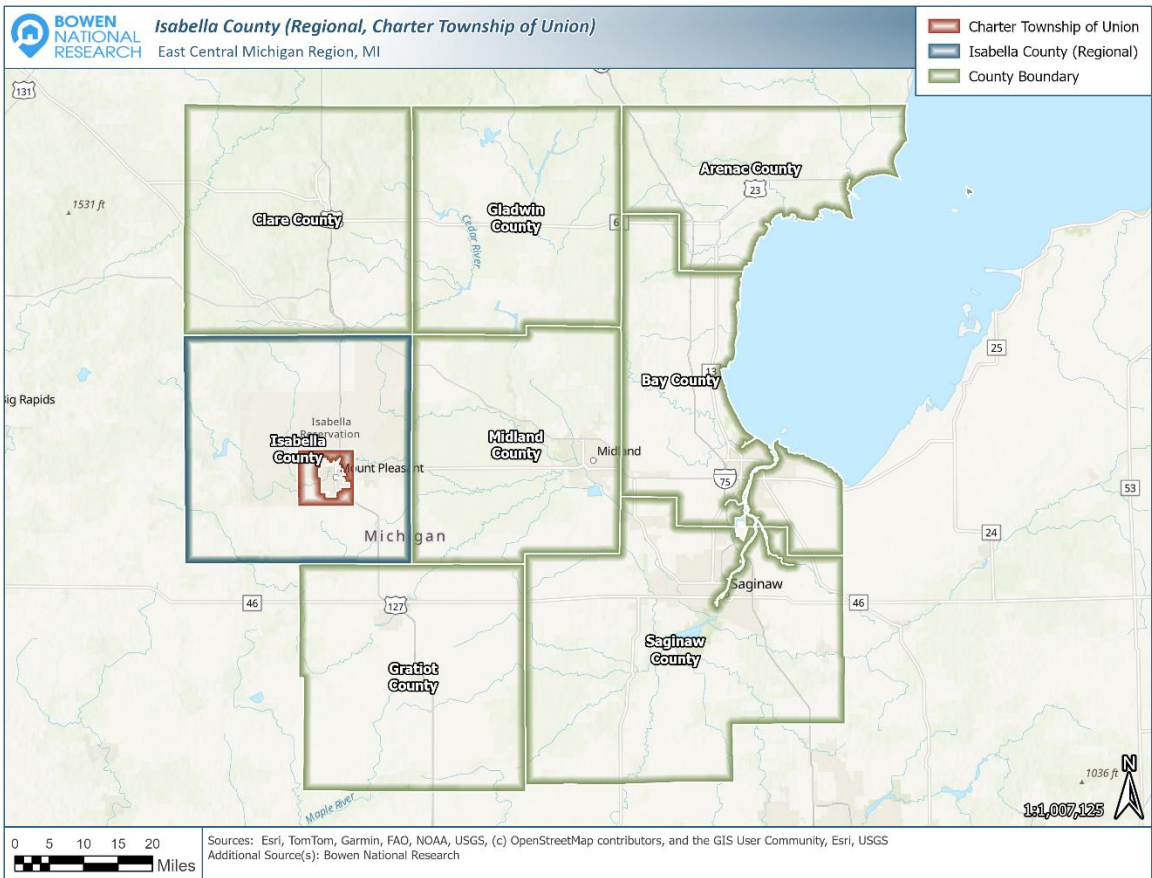 BOWEN
NATIONAL
RESEARCH
Isabella County (Regional, Charter Township of Union)
East Central Michigan Region, MI
Charter Township of Union
Isabella County (Regional)
County Boundary
131
Arenac County
23
1531 ft
Clare County
Gladwin
County
6
Cedar River
25
13
Bay County
ig Rapids
Isabella
Reservation
Isabella
County
Midland
County
Midland
Mount Pleasant
75
53
24
Michigan
Saginaw
46
127
46
Saginaw
County
Gratiot
County
1036 ft
N
Maple River
1:1,007,125
0 5 10 15 20
Miles
Sources: Esri, TomTom, Garmin, FAO, NOAA, USGS, (c) OpenStreetMap contributors, and the GIS User Community, Esri, USGS
Additional Source(s): Bowen National Research